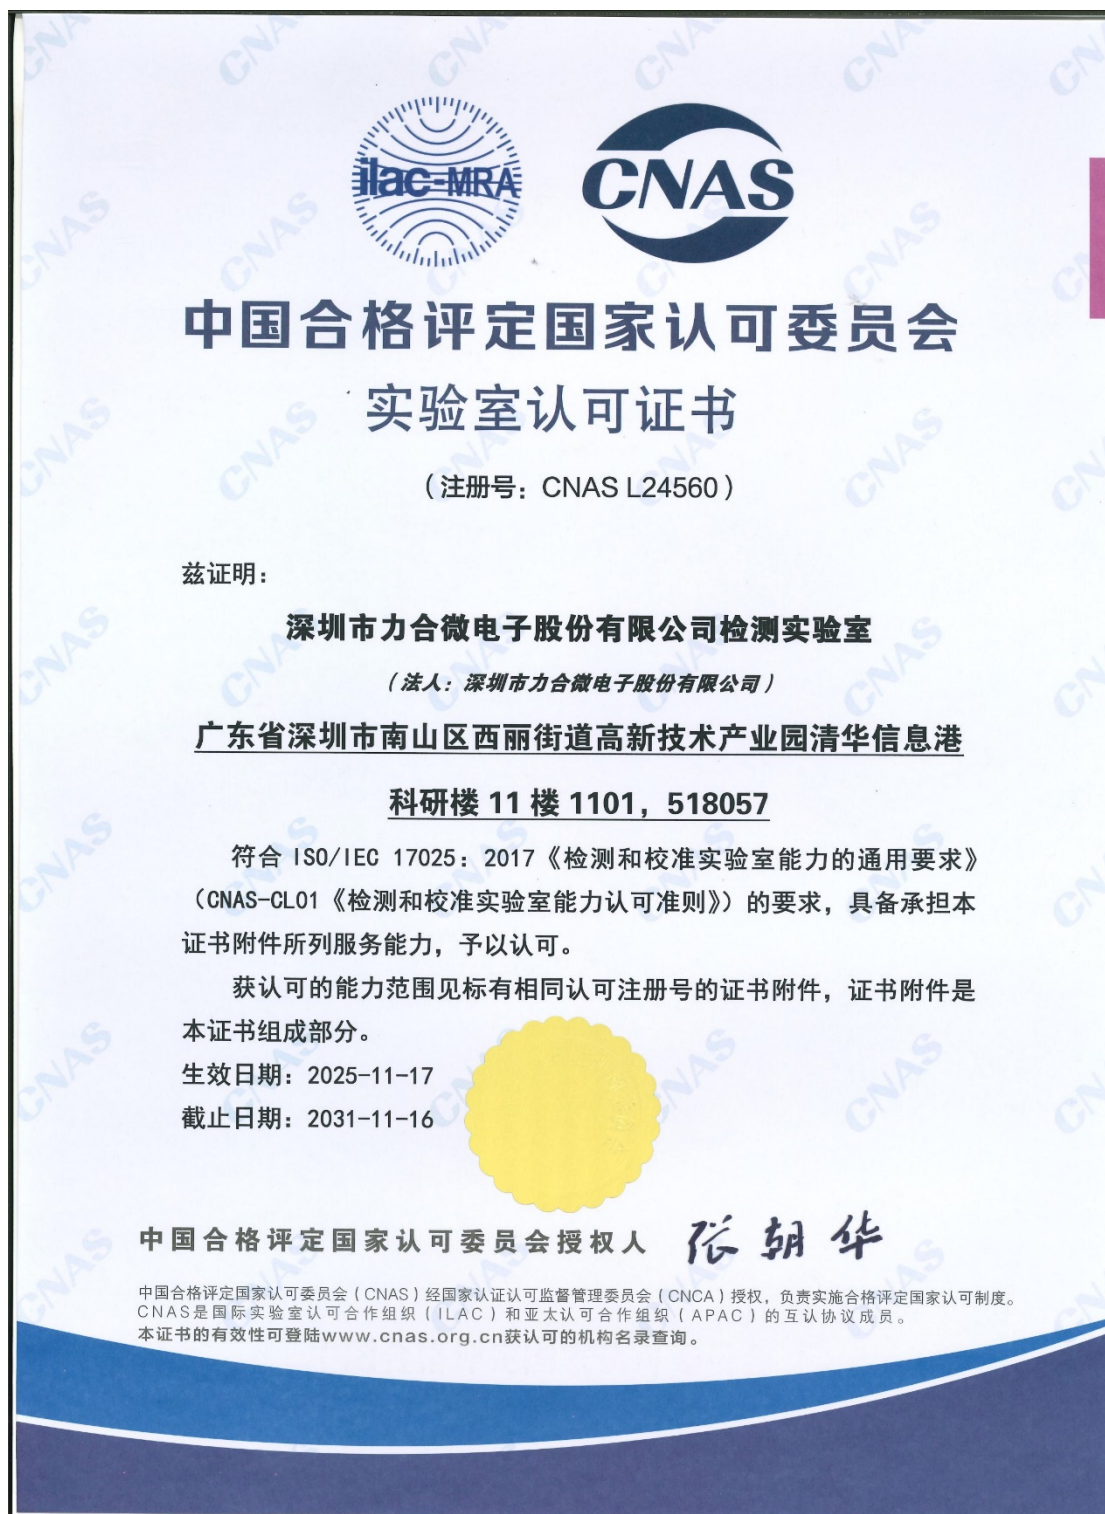 ilac-MRA
CNAS
中国合格评定国家认可委员会
实验室认可证书
（注册号：CNAS L24560）
兹证明：
深圳市力合微电子股份有限公司检测实验室
（法人：深圳市力合微电子股份有限公司）
广东省深圳市南山区西丽街道高新技术产业园清华信息港
科研楼 11 楼 1101，518057
符合 ISO/IEC 17025：2017《检测和校准实验室能力的通用要求》
（CNAS-CL01《检测和校准实验室能力认可准则》）的要求，具备承担本
证书附件所列服务能力，予以认可。
获认可的能力范围见标有相同认可注册号的证书附件，证书附件是
本证书组成部分。
生效日期：2025-11-17
截止日期：2031-11-16
中国合格评定国家认可委员会授权人 张朝华
中国合格评定国家认可委员会（CNAS）经国家认证认可监督管理委员会（CNCA）授权，负责实施合格评定国家认可制度。
CNAS是国际实验室认可合作组织（ILAC）和亚太认可合作组织（APAC）的互认协议成员。
本证书的有效性可登陆www.cnas.org.cn获认可的机构名录查询。